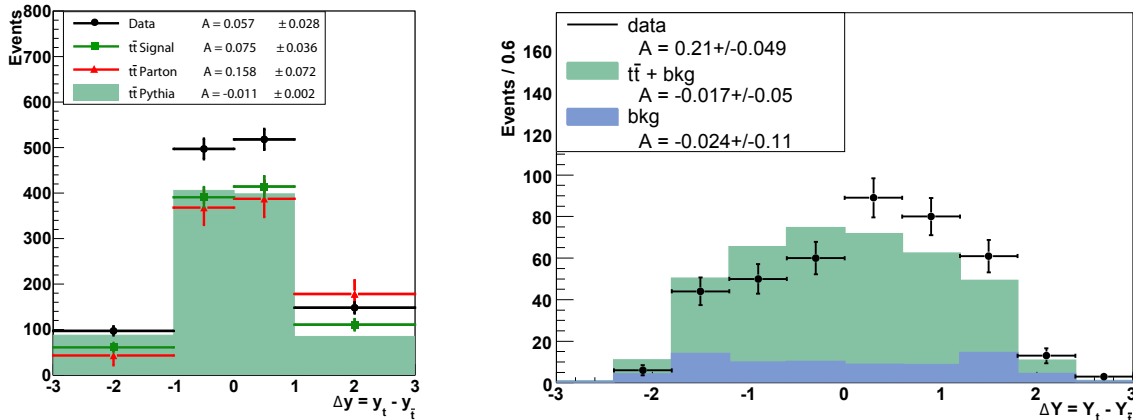 Events
800
700
600
500
400
300
200
100
0
Data A = 0.057 ± 0.028
tt̄ Signal A = 0.075 ± 0.036
tt̄ Parton A = 0.158 ± 0.072
tt̄ Pythia A = -0.011 ± 0.002
-3 -2 -1 0 1 2 3
Δy = y_t - y_t̄
Events / 0.6
160
140
120
100
80
60
40
20
0
data
A = 0.21+/-0.049
tt̄ + bkg
A = -0.017+/-0.05
bkg
A = -0.024+/-0.11
-3 -2 -1 0 1 2 3
ΔY = Y_t - Y_t̄